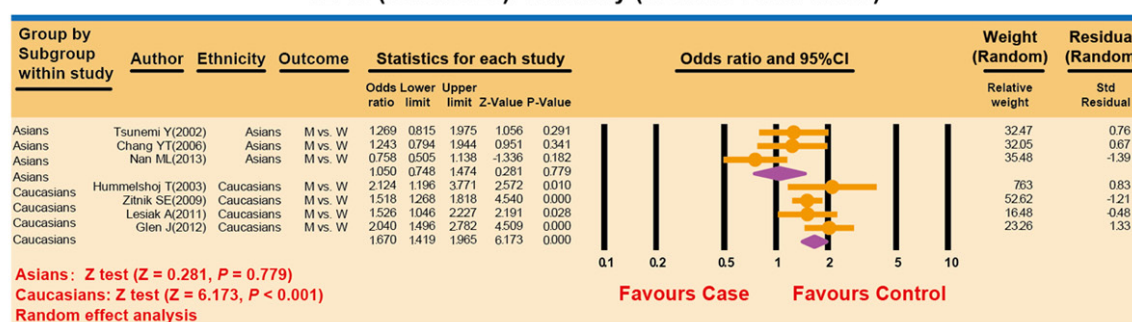 Group by Subgroup within study Author Ethnicity Outcome Statistics for each study Odds ratio and 95%CI Weight (Random) Residua (Random
Odds ratio Lower limit Upper limit Z-Value P-Value Relative weight Std Residual
Asians Tsunemi Y(2002) Asians M vs. W 1.269 0.815 1.975 1.056 0.291 32.47 0.76
Asians Chang YT(2006) Asians M vs. W 1.243 0.794 1.944 0.951 0.341 32.05 0.67
Asians Nan ML(2013) Asians M vs. W 0.758 0.505 1.138 -1.336 0.182 35.48 -1.39
Asians 1.050 0.748 1474 0.281 0.779
Caucasians Hummelshoj T(2003) Caucasians M vs. W 2.124 1.196 3.771 2.572 0.010 763 0.83
Caucasians Zitnik SE(2009) Caucasians M vs. W 1.518 1.268 1.818 4.540 0.000 52.62 -1.21
Caucasians Lesiak A(2011) Caucasians M vs. W 1.526 1.046 2.227 2.191 0.028 16.48 -0.48
Caucasians Glen J(2012) Caucasians M vs. W 2.040 1.496 2.782 4.509 0.000 23.26 1.33
Caucasians 1.670 1.419 1.965 6.173 0.000
0.1 0.2 0.5 1 2 5 10
Asians: Z test (Z = 0.281, P = 0.779)
Caucasians: Z test (Z = 6.173, P < 0.001)
Favours Case Favours Control
Random effect analysis